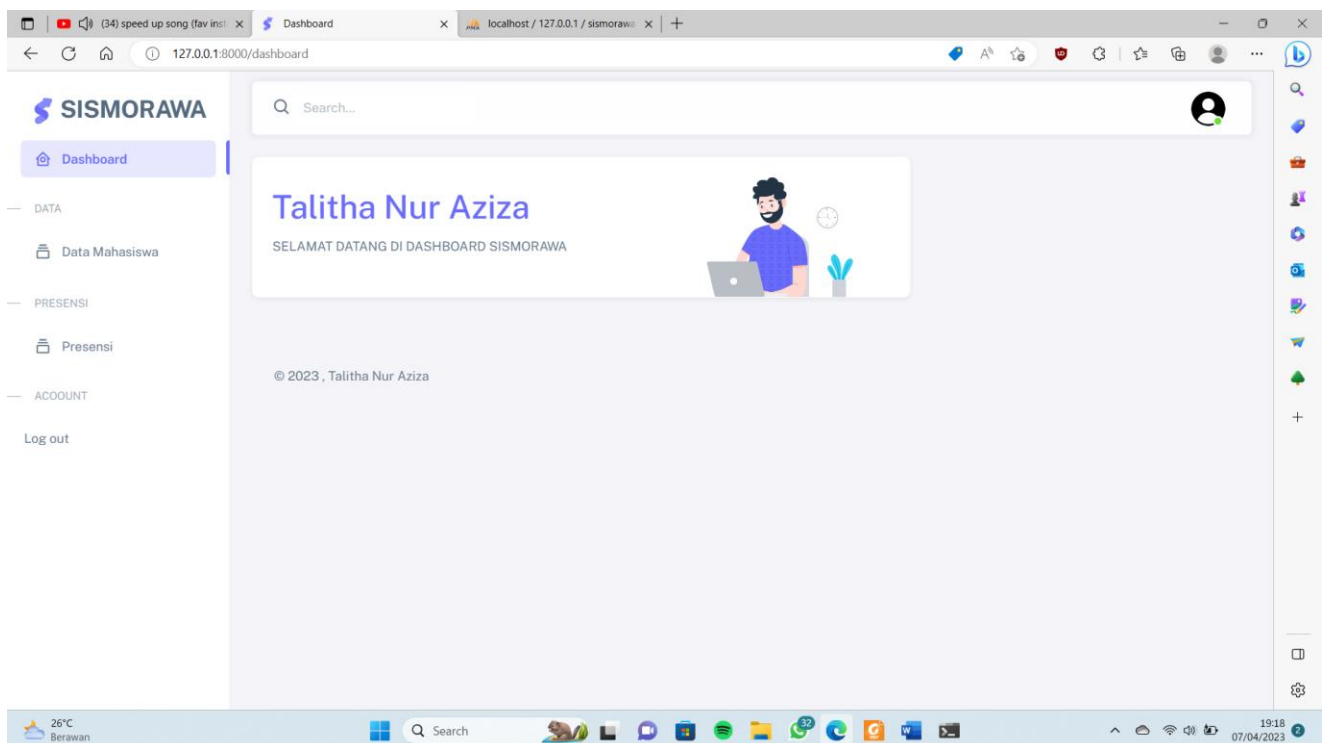 (34) speed up song (fav inst
Dashboard
localhost / 127.0.0.1 / sismorawa
127.0.0.1:8000/dashboard
SISMORAWA
Search...
Dashboard
Talitha Nur Aziza
SELAMAT DATANG DI DASHBOARD SISMORAWA
DATA
Data Mahasiswa
PRESENSI
Presensi
© 2023 , Talitha Nur Aziza
ACOOUNT
Log out
26°C
Berawan
Search
32
19:18
07/04/2023
2